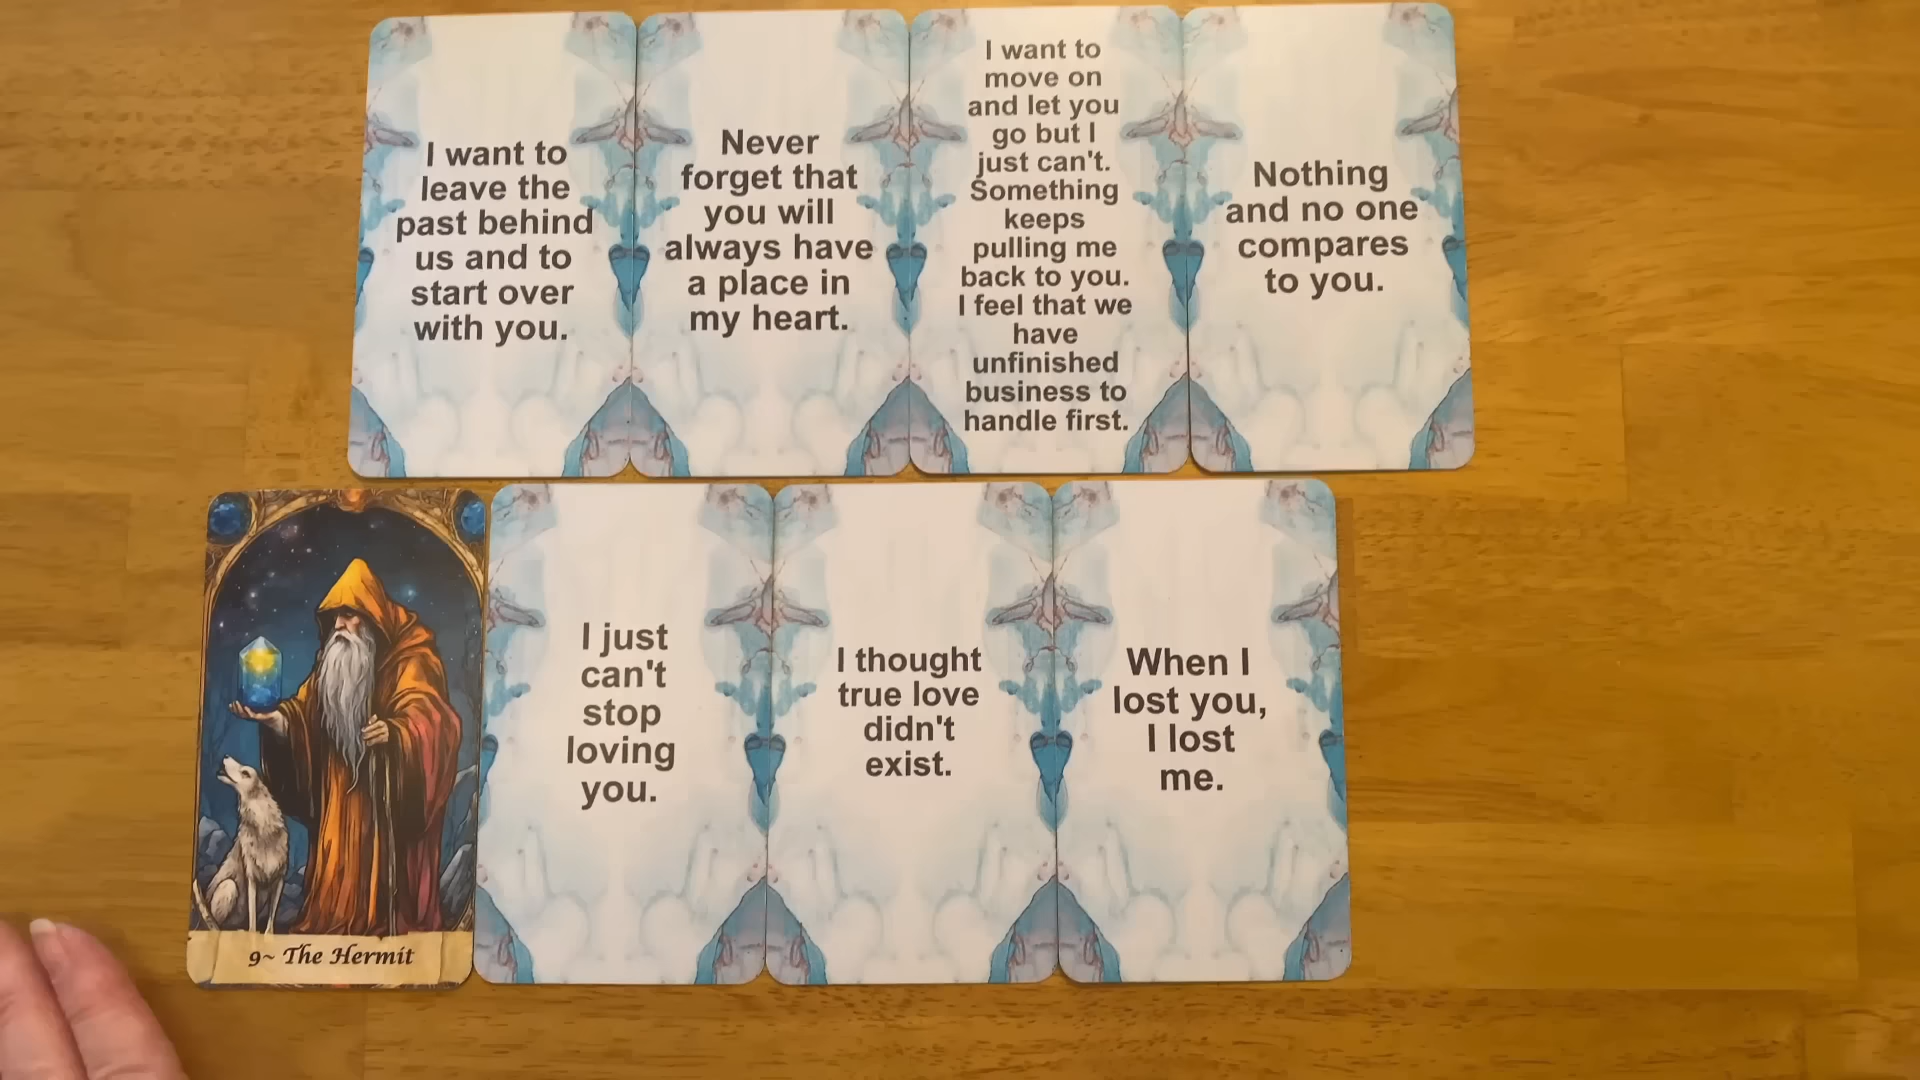 I want to
leave the
past behind
us and to
start over
with you.
Never
forget that
you will
always have
a place in
my heart.
I want to
move on
and let you
go but I
just can't.
Something
keeps
pulling me
back to you.
I feel that we
have
unfinished
business to
handle first.
Nothing
and no one
compares
to you.
9~ The Hermit
I just
can't
stop
loving
you.
I thought
true love
didn't
exist.
When I
lost you,
I lost
me.